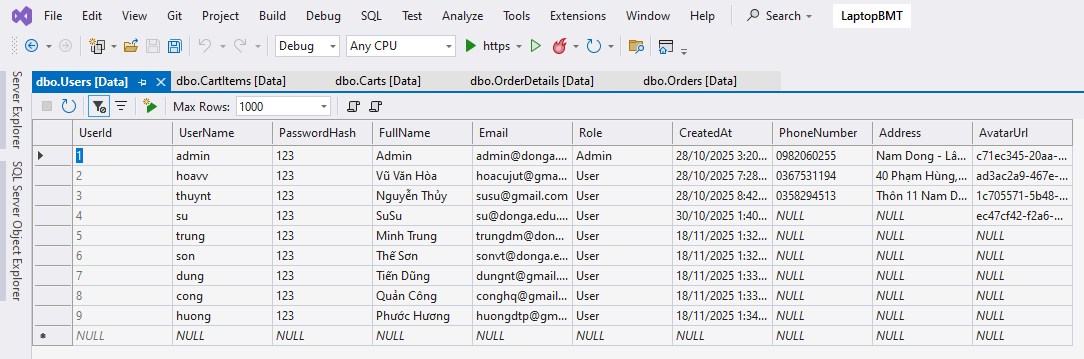 File Edit View Git Project Build Debug SQL Test Analyze Tools Extensions Window Help Search LaptopBMT
Debug Any CPU https
dbo.Users [Data] dbo.CartItems [Data] dbo.Carts [Data] dbo.OrderDetails [Data] dbo.Orders [Data]
Server Explorer
SQL Server Object Explorer
Max Rows: 1000
UserId UserName PasswordHash FullName Email Role CreatedAt PhoneNumber Address AvatarUrl
1 admin 123 Admin admin@donga.... Admin 28/10/2025 3:20... 0982060255 Nam Dong - Lâ... c71ec345-20aa-...
2 hoavv 123 Vũ Văn Hòa hoacujut@gma... User 28/10/2025 7:28... 0367531194 40 Phạm Hùng,... ad3ac2a9-467e-...
3 thuynt 123 Nguyễn Thủy susu@gmail.com User 28/10/2025 8:42... 0358294513 Thôn 11 Nam D... 1c705571-5b48-...
4 su 123 SuSu su@donga.edu.... User 30/10/2025 1:40... NULL NULL ec47cf42-f2a6-...
5 trung 123 Minh Trung trungdm@don... User 18/11/2025 1:32... NULL NULL NULL
6 son 123 Thế Sơn sonvt@donga.e... User 18/11/2025 1:32... NULL NULL NULL
7 dung 123 Tiến Dũng dungnt@gmail.... User 18/11/2025 1:33... NULL NULL NULL
8 cong 123 Quản Công conghq@gmail... User 18/11/2025 1:33... NULL NULL NULL
9 huong 123 Phước Hương huongdtp@gm... User 18/11/2025 1:34... NULL NULL NULL
NULL NULL NULL NULL NULL NULL NULL NULL NULL NULL